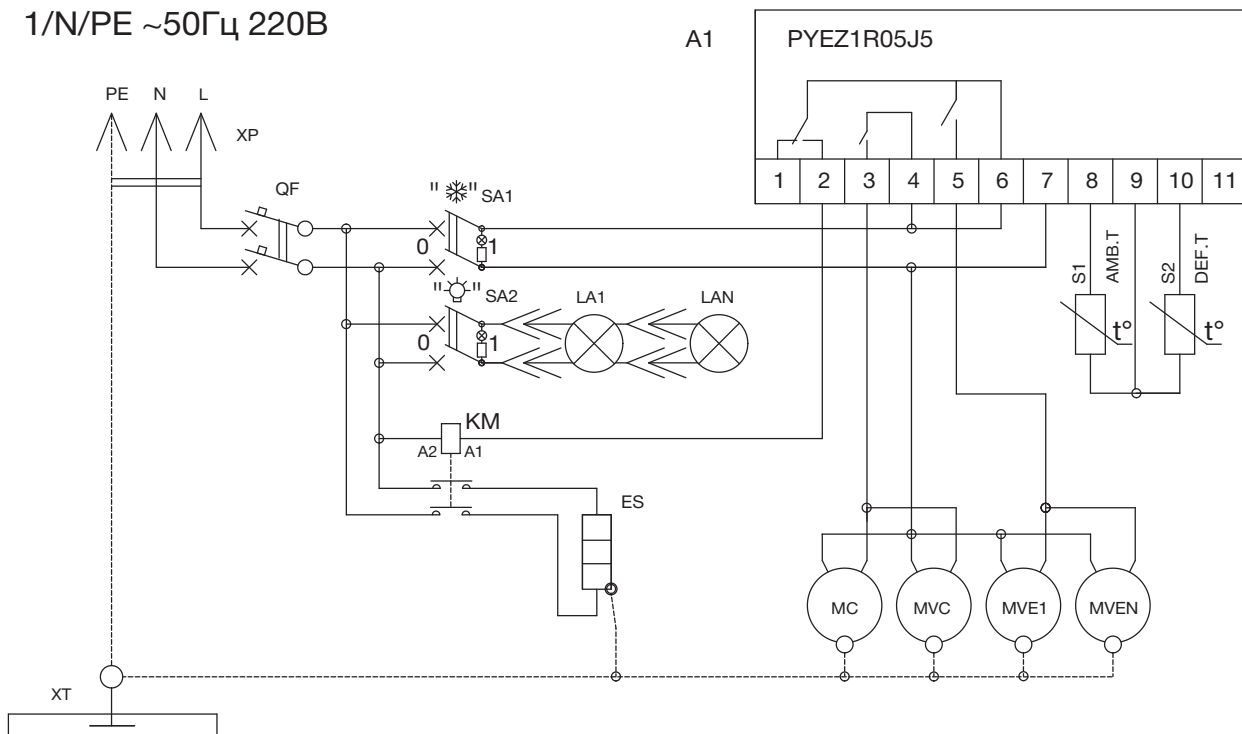 1/N/PE ~50Гц 220В
A1 PYEZ1R05J5
PE N L
XP
1 2 3 4 5 6 7 8 9 10 11
QF
" " SA1
0 1
" " SA2 LA1 LAN
0 1
S1 AMB.T S2 DEF.T
t° t°
KM
A2 A1
ES
MC MVC MVE1 MVEN
XT